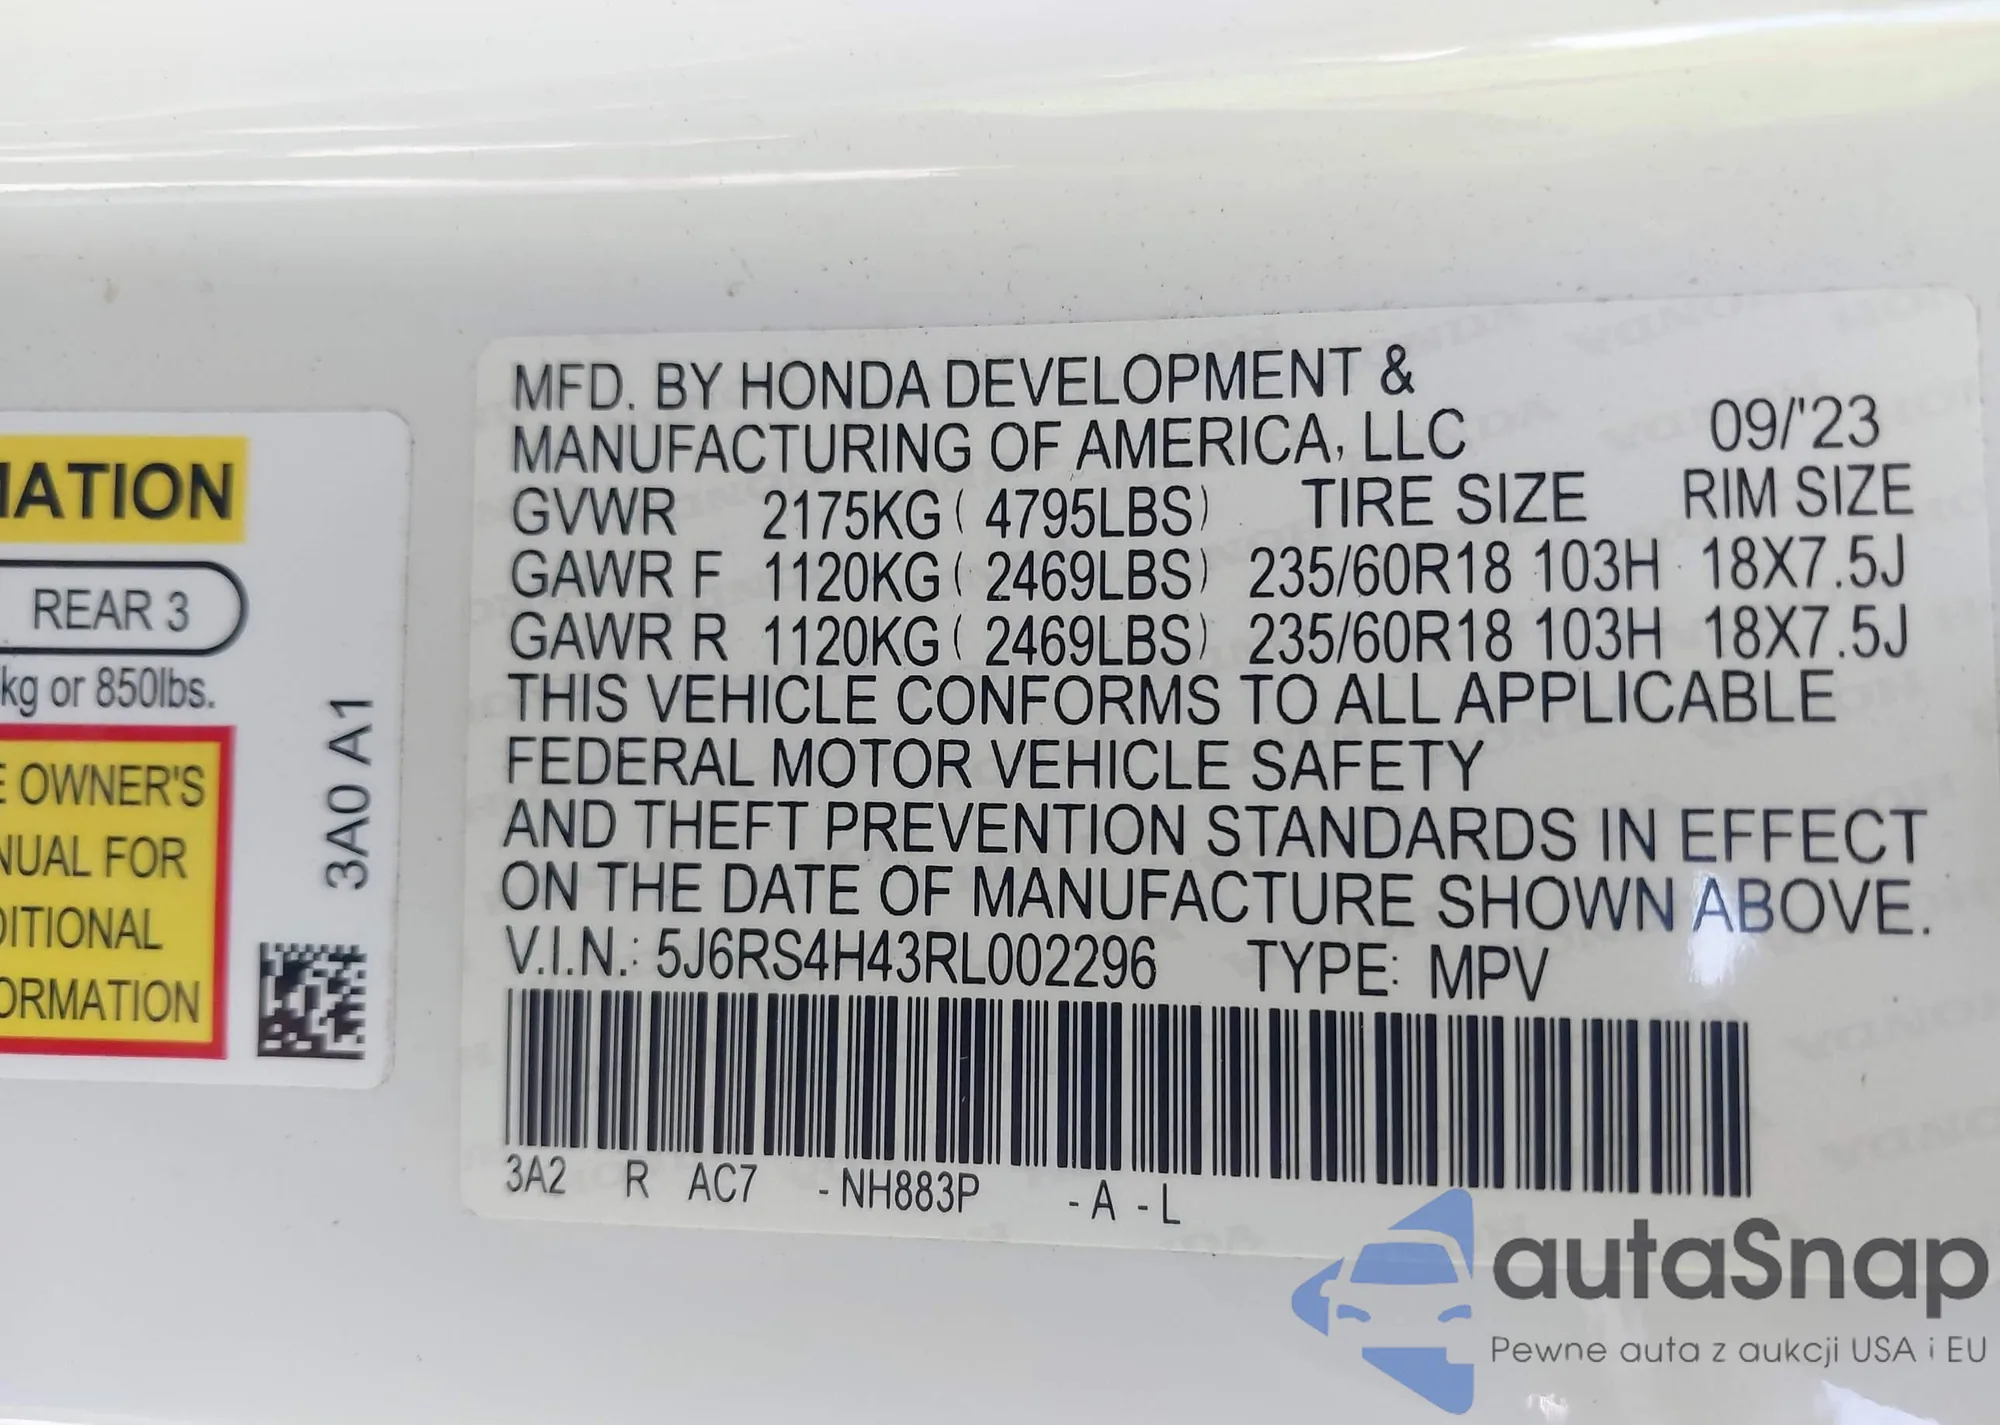 MATION
REAR 3
kg or 850lbs.
OWNER'S
NUAL FOR
DITIONAL
ORMATION
3A0 A1
MFD. BY HONDA DEVELOPMENT &
MANUFACTURING OF AMERICA, LLC 09/'23
GVWR 2175KG ( 4795LBS) TIRE SIZE RIM SIZE
GAWR F 1120KG ( 2469LBS) 235/60R18 103H 18X7.5J
GAWR R 1120KG ( 2469LBS) 235/60R18 103H 18X7.5J
THIS VEHICLE CONFORMS TO ALL APPLICABLE
FEDERAL MOTOR VEHICLE SAFETY
AND THEFT PREVENTION STANDARDS IN EFFECT
ON THE DATE OF MANUFACTURE SHOWN ABOVE.
V.I.N.: 5J6RS4H43RL002296 TYPE: MPV
3A2 R AC7 -NH883P -A -L
autaSnap
Pewne auta z aukcji USA i EU